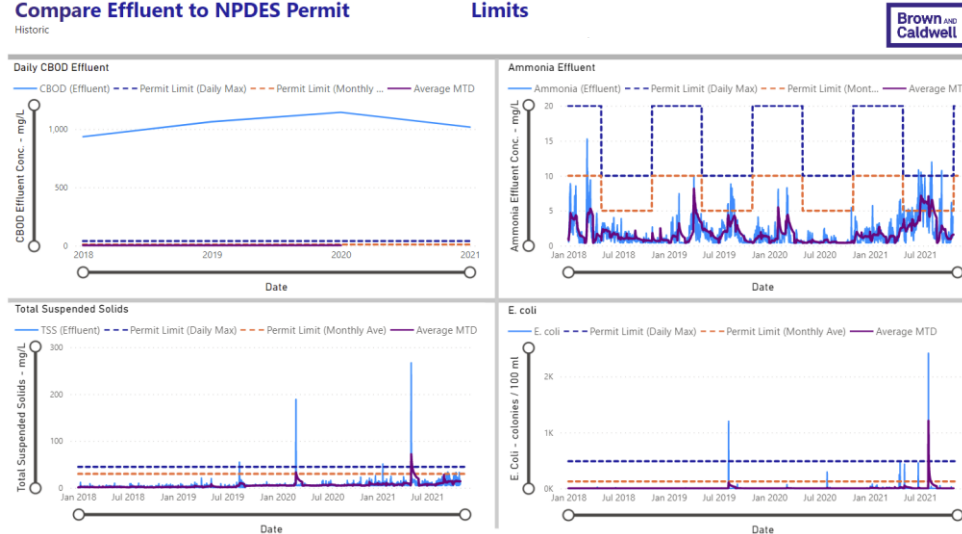 Compare Effluent to NPDES Permit Limits
Historic
Brown AND
Caldwell
Daily CBOD Effluent
CBOD (Effluent) Permit Limit (Daily Max) Permit Limit (Monthly ... Average MTD
CBOD Effluent Conc. - mg/L
1,000
500
0
2018 2019 2020 2021
Date
Ammonia Effluent
Ammonia (Effluent) Permit Limit (Daily Max) Permit Limit (Mont... Average MTD
Ammonia Effluent Conc. - mg/L
20
15
10
5
0
Jan 2018 Jul 2018 Jan 2019 Jul 2019 Jan 2020 Jul 2020 Jan 2021 Jul 2021
Date
Total Suspended Solids
TSS (Effluent) Permit Limit (Daily Max) Permit Limit (Monthly Ave) Average MTD
Total Suspended Solids - mg/L
300
200
100
0
Jan 2018 Jul 2018 Jan 2019 Jul 2019 Jan 2020 Jul 2020 Jan 2021 Jul 2021
Date
E. coli
E. coli Permit Limit (Daily Max) Permit Limit (Monthly Ave) Average MTD
E. Coli - colonies / 100 ml
2K
1K
0K
Jan 2018 Jul 2018 Jan 2019 Jul 2019 Jan 2020 Jul 2020 Jan 2021 Jul 2021
Date